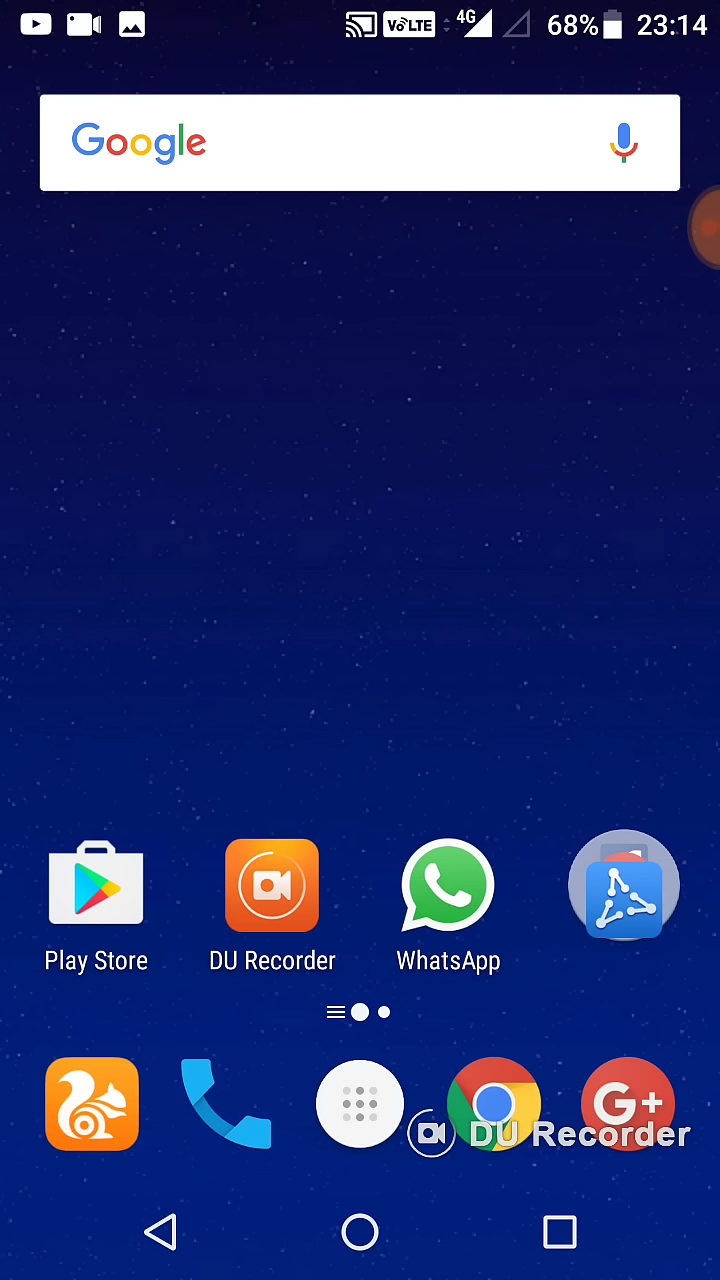 VoLTE 4G 68% 23:14
Google
Play Store DU Recorder WhatsApp
G+
DU Recorder